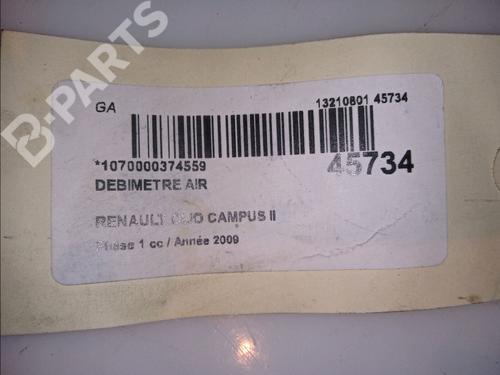 B-PARTS
GA
13210801 45734
*1070000374559
45734
DEBIMETRE AIR
RENAULT CLIO CAMPUS II
Phase 1 cc / Année 2009